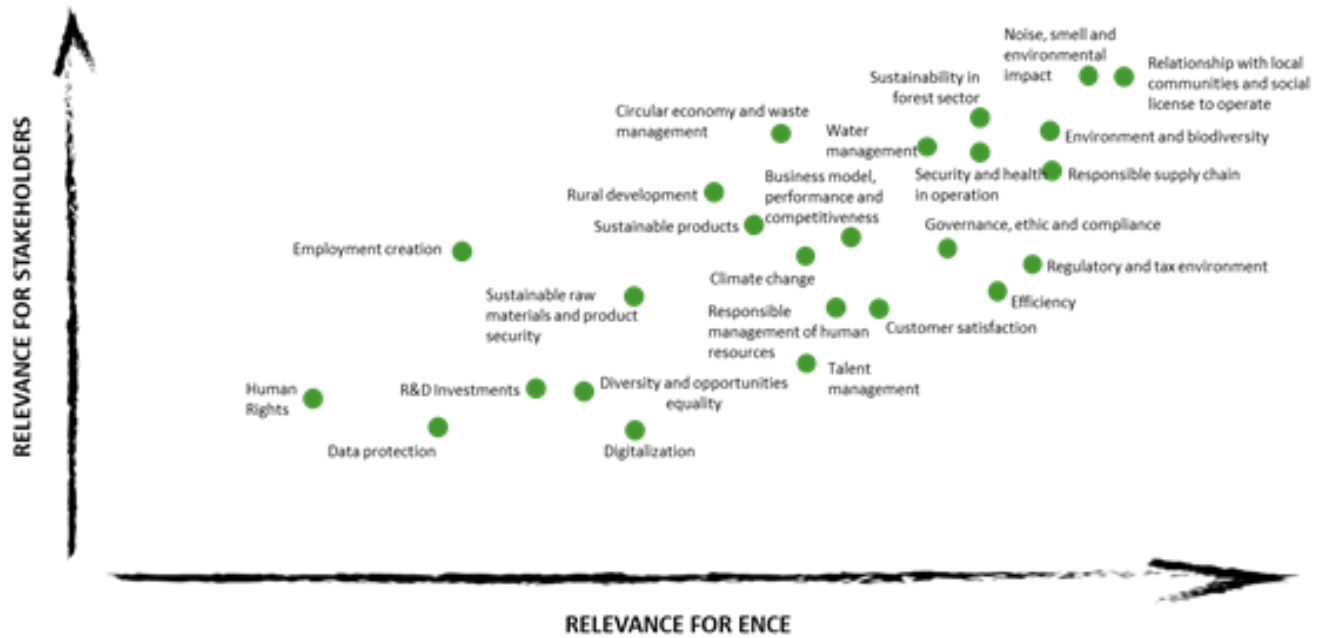 RELEVANCE FOR STAKEHOLDERS
Noise, smell and
environmental
impact
Relationship with local
communities and social
license to operate
Sustainability in
forest sector
Circular economy and waste
management
Water
management
Environment and biodiversity
Security and health
in operation
Responsible supply chain
Business model,
performance and
competitiveness
Rural development
Sustainable products
Governance, ethic and compliance
Employment creation
Climate change
Regulatory and tax environment
Sustainable raw
materials and product
security
Efficiency
Responsible
management of human
resources
Customer satisfaction
Talent
management
Human
Rights
R&D Investments
Diversity and opportunities
equality
Data protection
Digitalization
RELEVANCE FOR ENCE